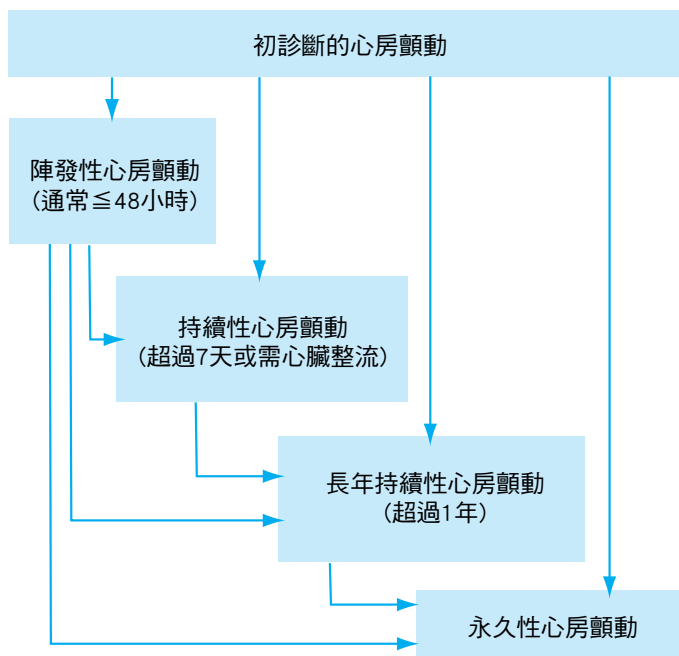 初診斷的心房顫動
陣發性心房顫動
(通常≦48小時)
持續性心房顫動
(超過7天或需心臟整流)
長年持續性心房顫動
(超過1年)
永久性心房顫動